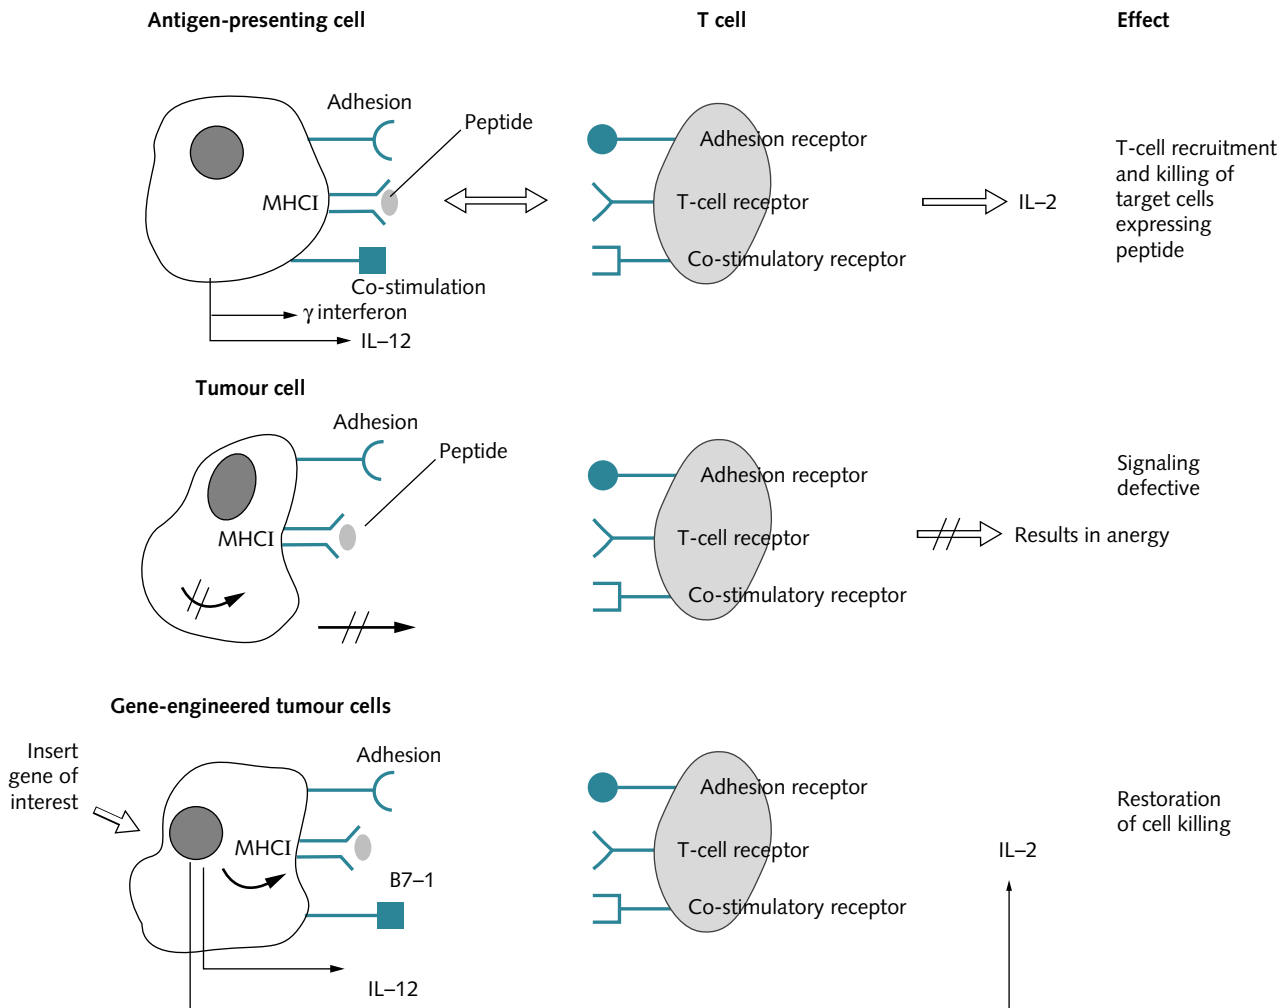 Antigen-presenting cell
T cell
Effect
Adhesion
Peptide
MHCI
Co-stimulation
γ interferon
IL–12
Adhesion receptor
T-cell receptor
Co-stimulatory receptor
IL–2
T-cell recruitment
and killing of
target cells
expressing
peptide
Tumour cell
Adhesion
Peptide
MHCI
Adhesion receptor
T-cell receptor
Co-stimulatory receptor
Signaling
defective
Results in anergy
Gene-engineered tumour cells
Insert
gene of
interest
Adhesion
MHCI
B7–1
IL–12
Adhesion receptor
T-cell receptor
Co-stimulatory receptor
IL–2
Restoration
of cell killing